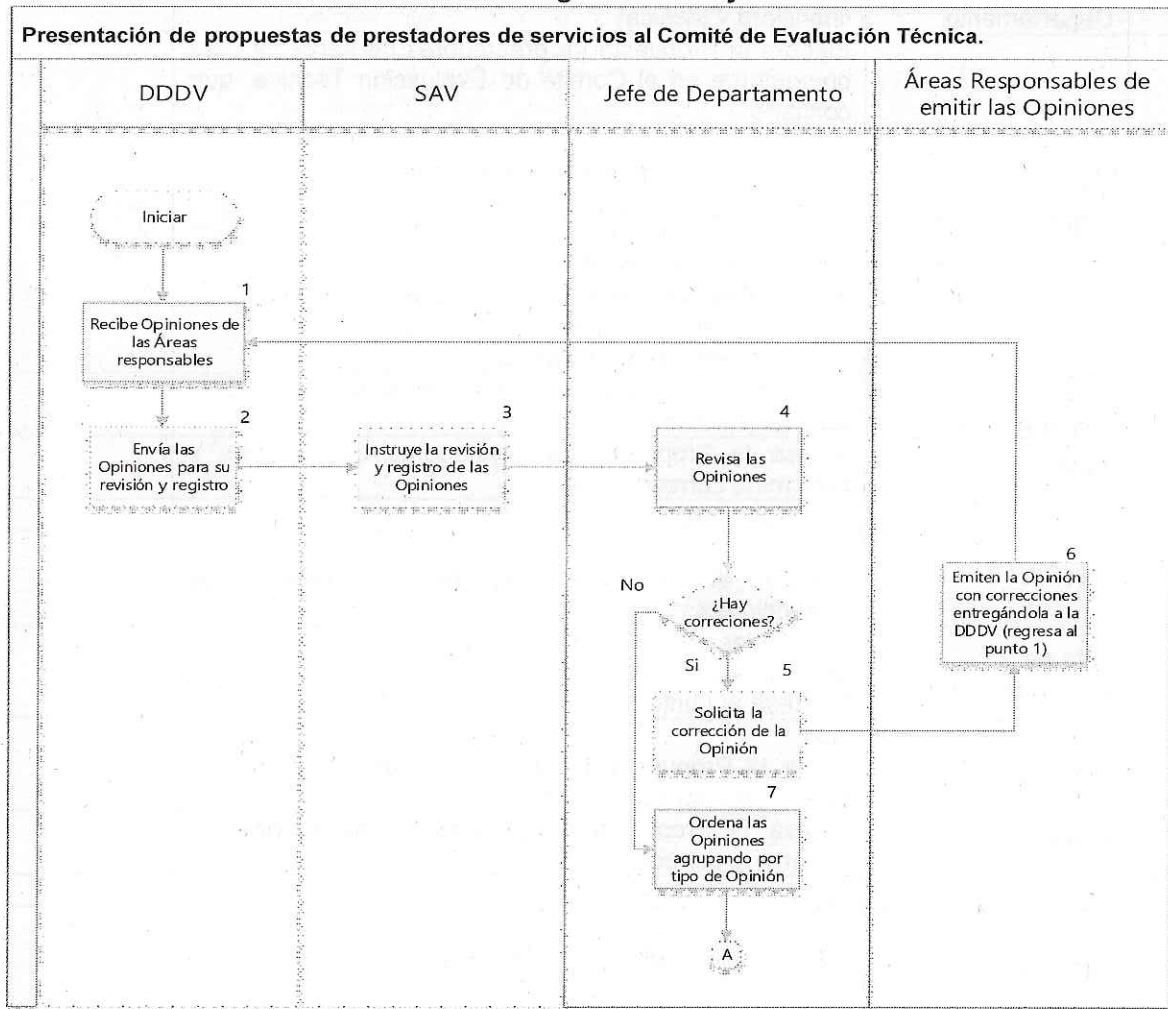 Presentación de propuestas de prestadores de servicios al Comité de Evaluación Técnica.
DDDV
SAV
Jefe de Departamento
Áreas Responsables de
emitir las Opiniones
Iniciar
1
Recibe Opiniones de
las Áreas
responsables
2
Envía las
Opiniones para su
revisión y registro
3
Instruye la revisión
y registro de las
Opiniones
4
Revisa las
Opiniones
No
¿Hay
correciones?
Si
5
Solicita la
corrección de la
Opinión
6
Emiten la Opinión
con correcciones
entregándola a la
DDDV (regresa al
punto 1)
7
Ordena las
Opiniones
agrupando por
tipo de Opinión
A